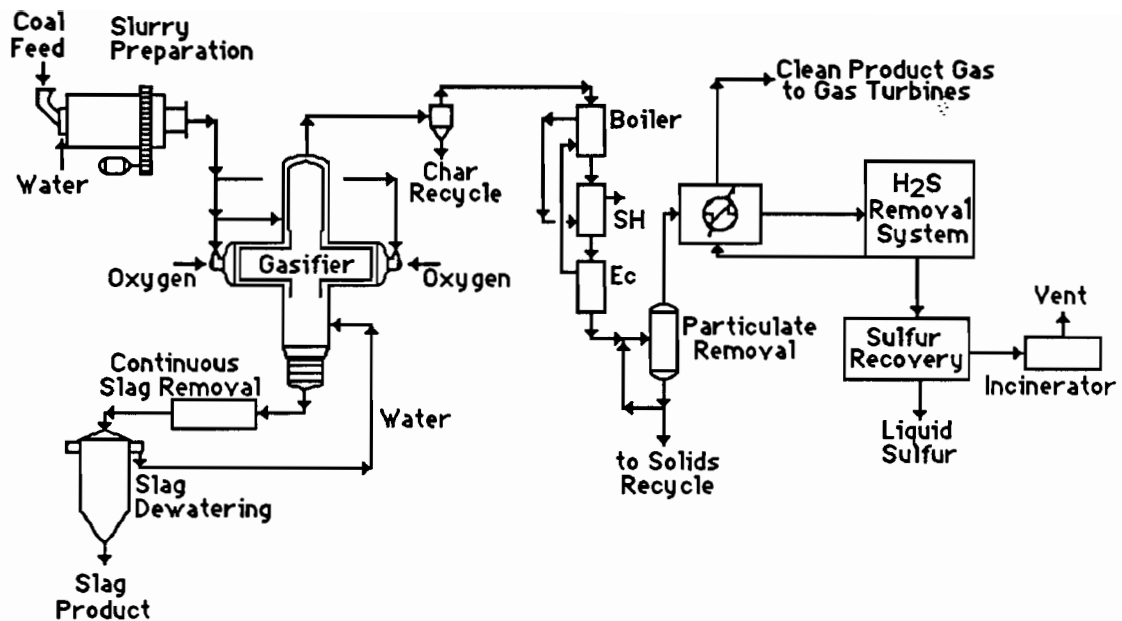 Coal
Feed
Slurry
Preparation
Water
Oxygen
Gasifier
Oxygen
Char
Recycle
Boiler
SH
Ec
Clean Product Gas
to Gas Turbines
H2S
Removal
System
Particulate
Removal
to Solids
Recycle
Sulfur
Recovery
Vent
Incinerator
Liquid
Sulfur
Continuous
Slag Removal
Water
Slag
Dewatering
Slag
Product